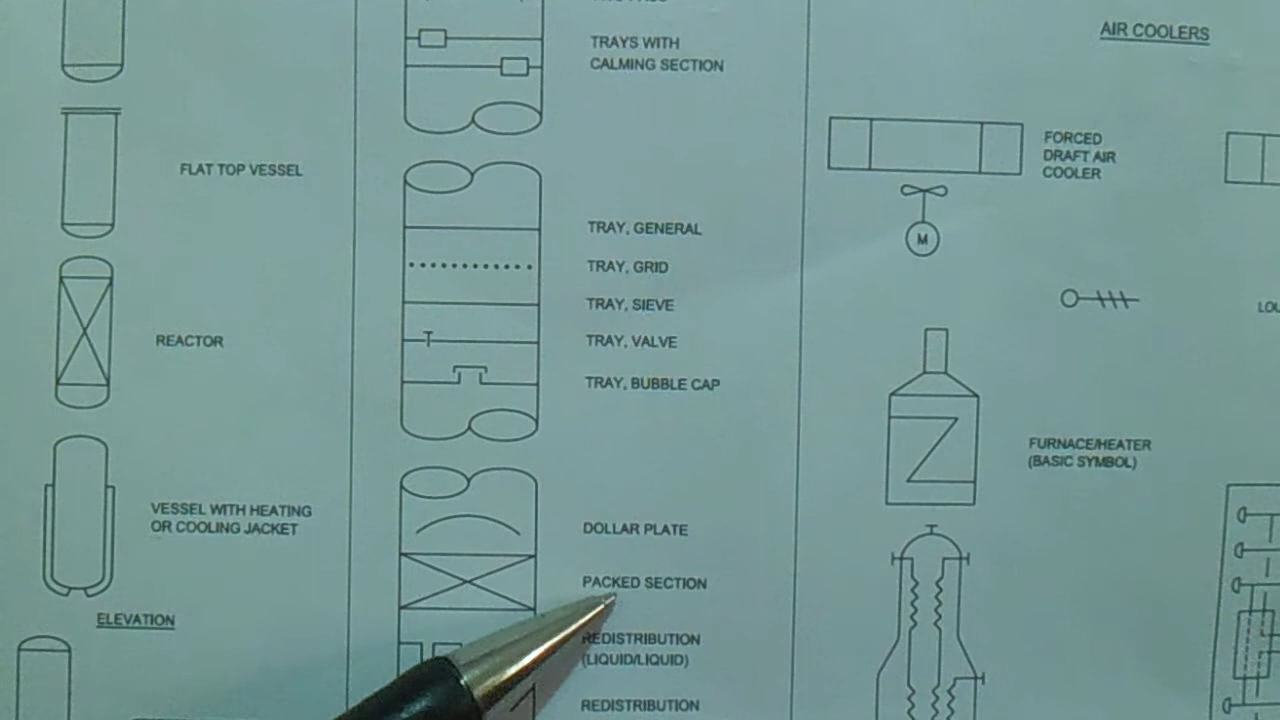 FLAT TOP VESSEL
REACTOR
VESSEL WITH HEATING
OR COOLING JACKET
ELEVATION
TRAYS WITH
CALMING SECTION
TRAY, GENERAL
TRAY, GRID
TRAY, SIEVE
TRAY, VALVE
TRAY, BUBBLE CAP
DOLLAR PLATE
PACKED SECTION
REDISTRIBUTION
(LIQUID/LIQUID)
REDISTRIBUTION
AIR COOLERS
FORCED
DRAFT AIR
COOLER
M
FURNACE/HEATER
(BASIC SYMBOL)